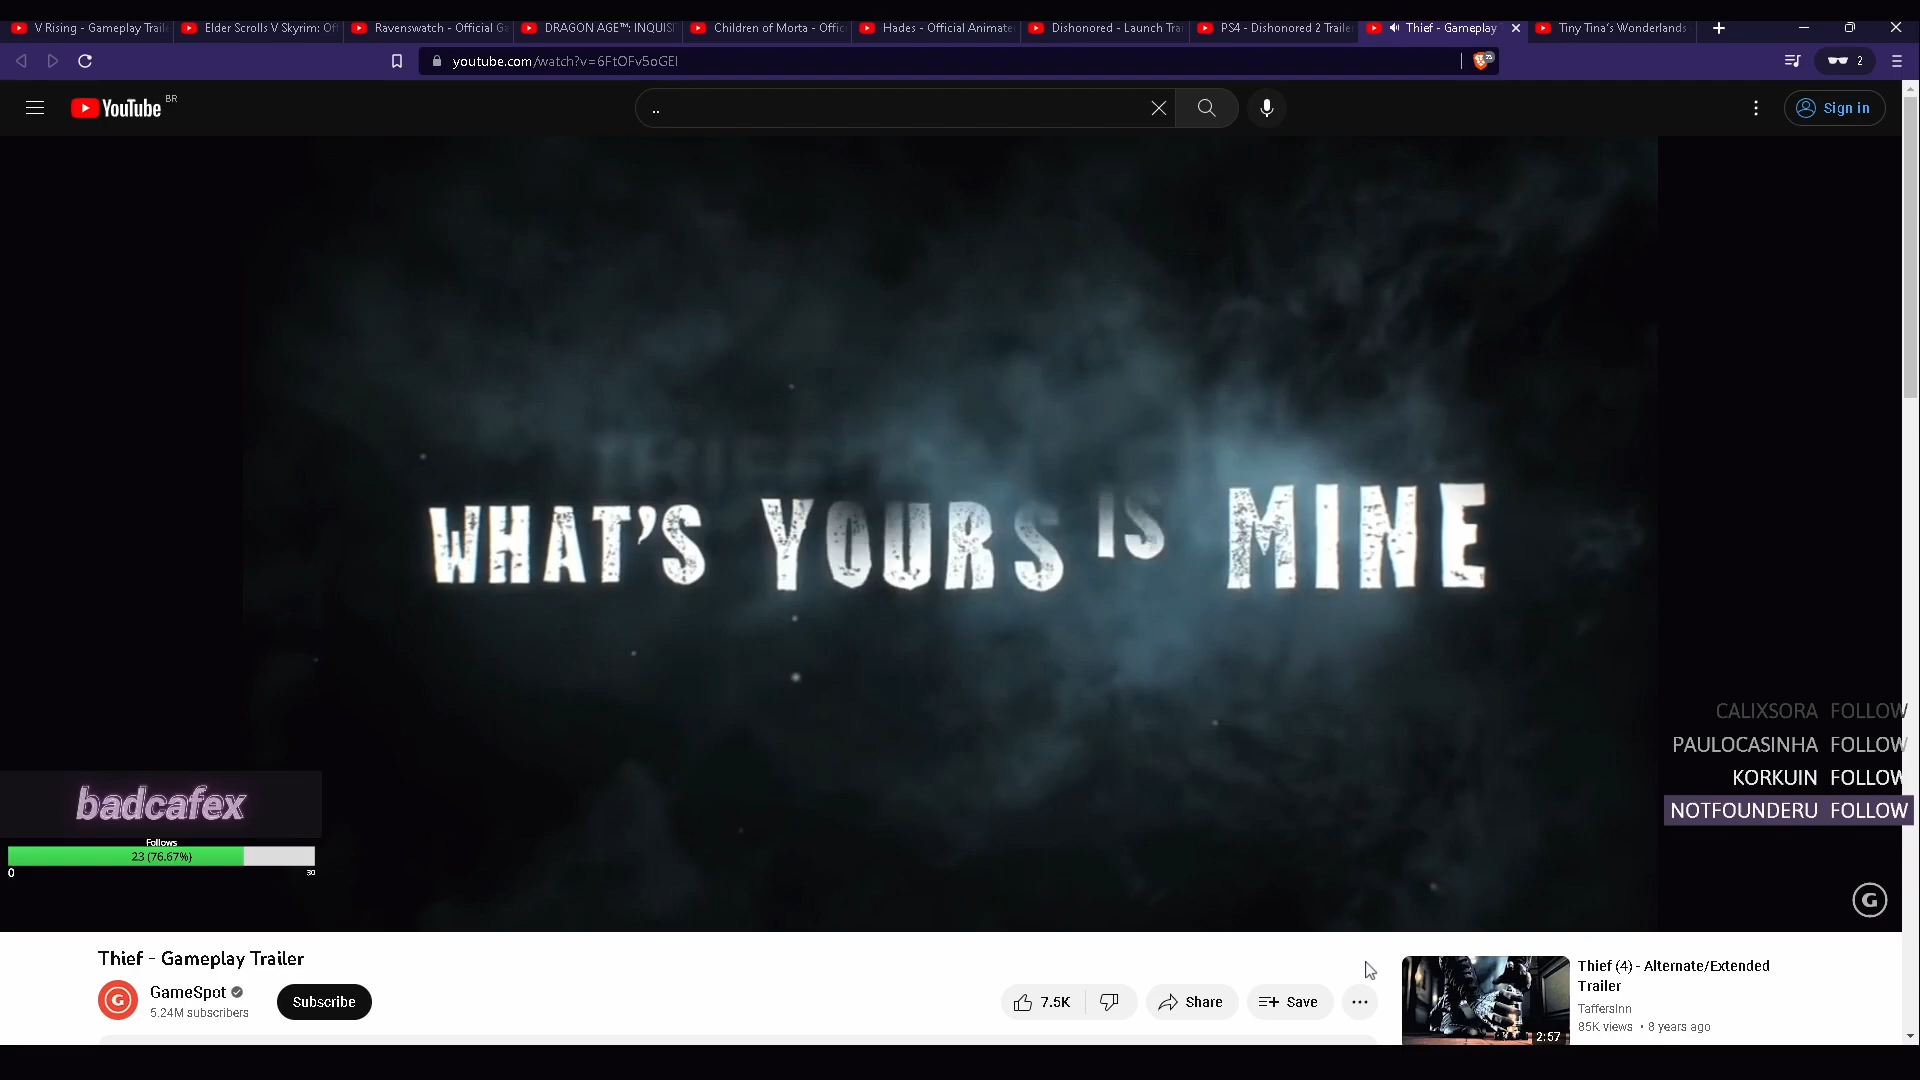 V Rising - Gameplay Trail
Elder Scrolls V Skyrim: Of
Ravenswatch - Official G
DRAGON AGE™: INQUIS
Children of Morta - Offic
Hades - Official Animate
Dishonored - Launch Tra
PS4 - Dishonored 2 Trailer
Thief - Gameplay
Tiny Tina's Wonderlands
youtube.com/watch?v=6FtOFv5oGEI
2
YouTube BR
..
Sign in
WHAT'S YOURS IS MINE
CALIXSORA FOLLOW
PAULOCASINHA FOLLOW
KORKUIN FOLLOW
NOTFOUNDERU FOLLOW
badcafex
Follows
23 (76.67%)
0 30
G
Thief - Gameplay Trailer
GameSpot
5.24M subscribers
Subscribe
7.5K
Share
Save
Thief (4) - Alternate/Extended
Trailer
TaffersInn
85K views • 8 years ago
2:57